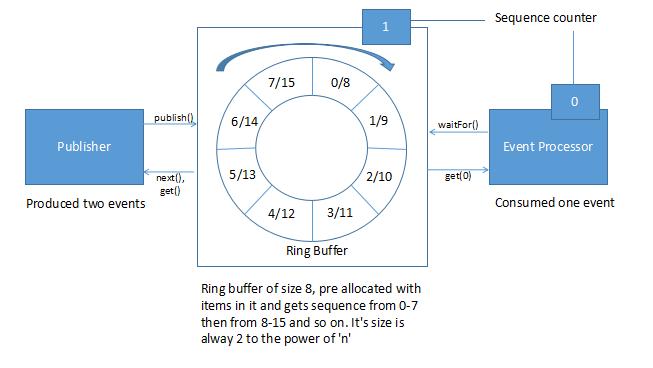 1
Sequence counter
7/15
0/8
0
6/14
1/9
publish()
waitFor()
Publisher
Event Processor
5/13
2/10
next(),
get()
get(0)
Produced two events
Consumed one event
4/12
3/11
Ring Buffer
Ring buffer of size 8, pre allocated with
items in it and gets sequence from 0-7
then from 8-15 and so on. It's size is
alway 2 to the power of 'n'